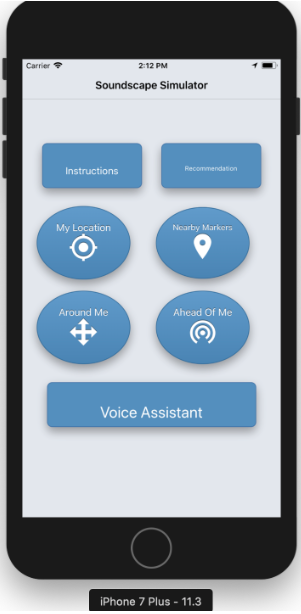 Carrier 2:12 PM
Soundscape Simulator
Instructions Recommendation
My Location Nearby Markers
Around Me Ahead Of Me
Voice Assistant
iPhone 7 Plus - 11.3